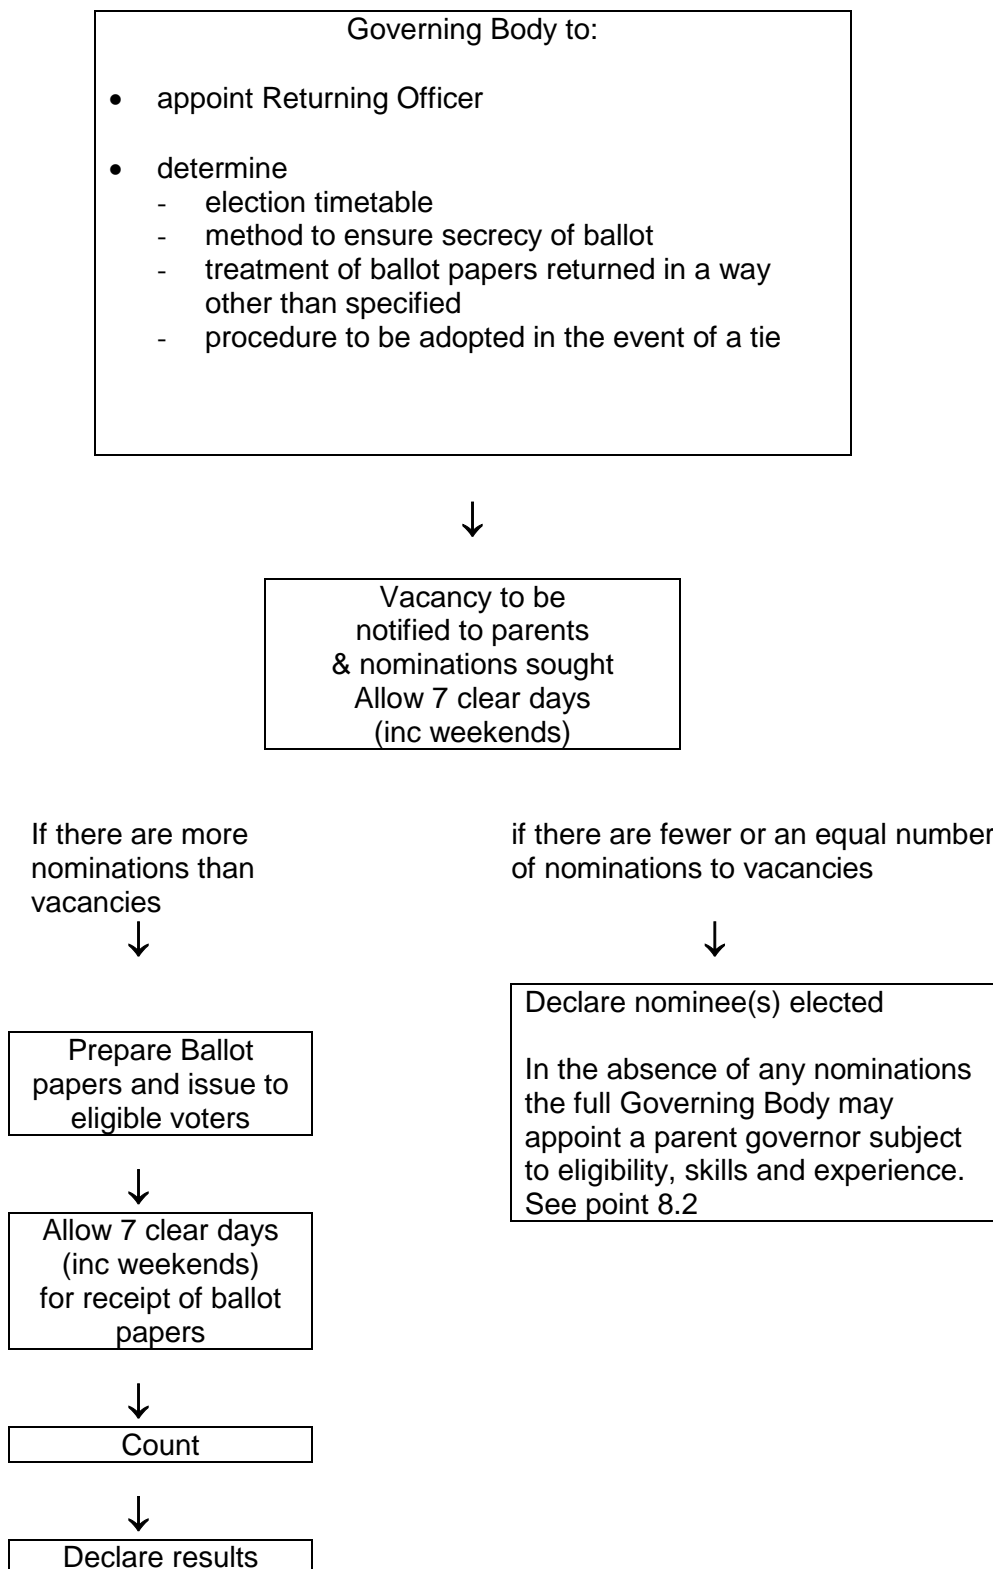 Governing Body to:
• appoint Returning Officer
• determine
- election timetable
- method to ensure secrecy of ballot
- treatment of ballot papers returned in a way
other than specified
- procedure to be adopted in the event of a tie
Vacancy to be
notified to parents
& nominations sought
Allow 7 clear days
(inc weekends)
If there are more
nominations than
vacancies
if there are fewer or an equal number
of nominations to vacancies
Declare nominee(s) elected
In the absence of any nominations
the full Governing Body may
appoint a parent governor subject
to eligibility, skills and experience.
See point 8.2
Prepare Ballot
papers and issue to
eligible voters
Allow 7 clear days
(inc weekends)
for receipt of ballot
papers
Count
Declare results